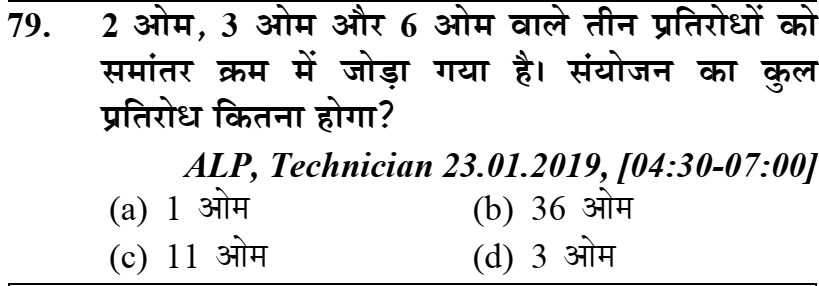 79. 2 ओम, 3 ओम और 6 ओम वाले तीन प्रतिरोधों को
समांतर क्रम में जोड़ा गया है। संयोजन का कुल
प्रतिरोध कितना होगा?
ALP, Technician 23.01.2019, [04:30-07:00]
(a) 1 ओम (b) 36 ओम
(c) 11 ओम (d) 3 ओम